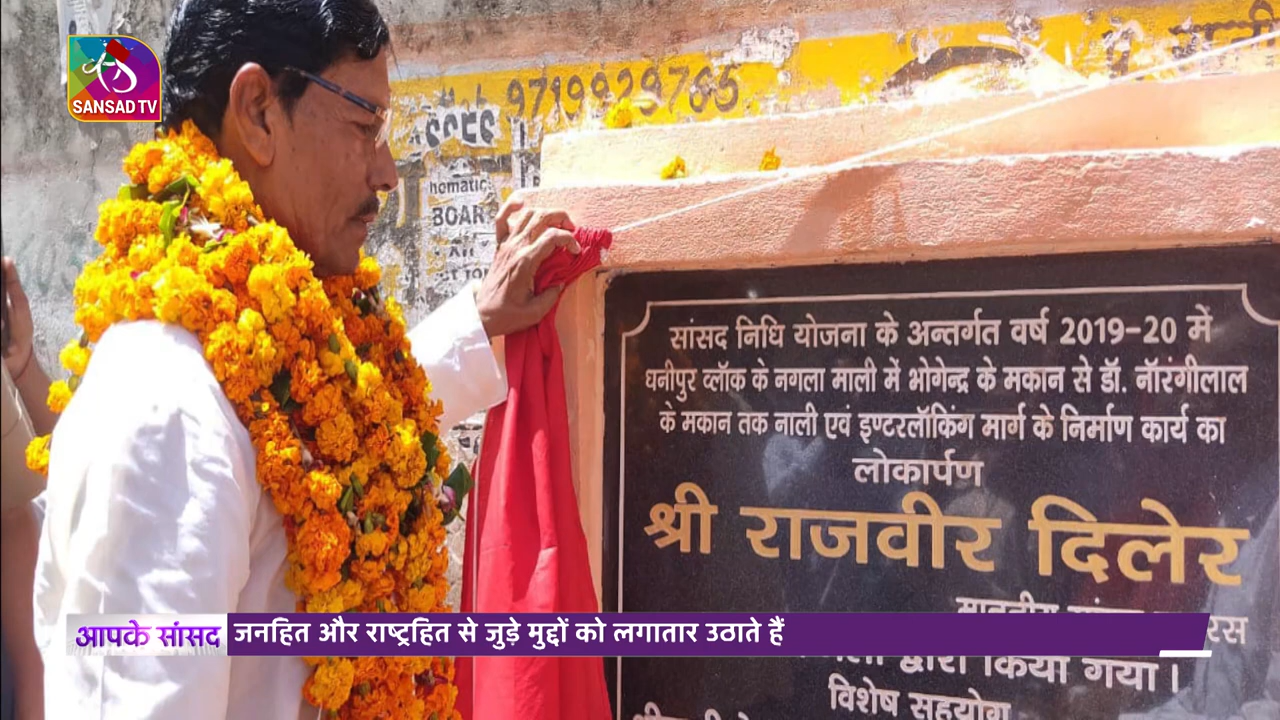 SANSAD TV
9719929785
hematic
BOAR
सांसद निधि योजना के अन्तर्गत वर्ष 2019-20 में
धनीपुर ब्लॉक के नगला माली में भोगेन्द्र के मकान से डॉ. नॉरंगीलाल
के मकान तक नाली एवं इण्टरलॉकिंग मार्ग के निर्माण कार्य का
लोकार्पण
श्री राजवीर दिलेर
द्वारा किया गया।
विशेष सहयोग
आपके सांसद
जनहित और राष्ट्रहित से जुड़े मुद्दों को लगातार उठाते हैं